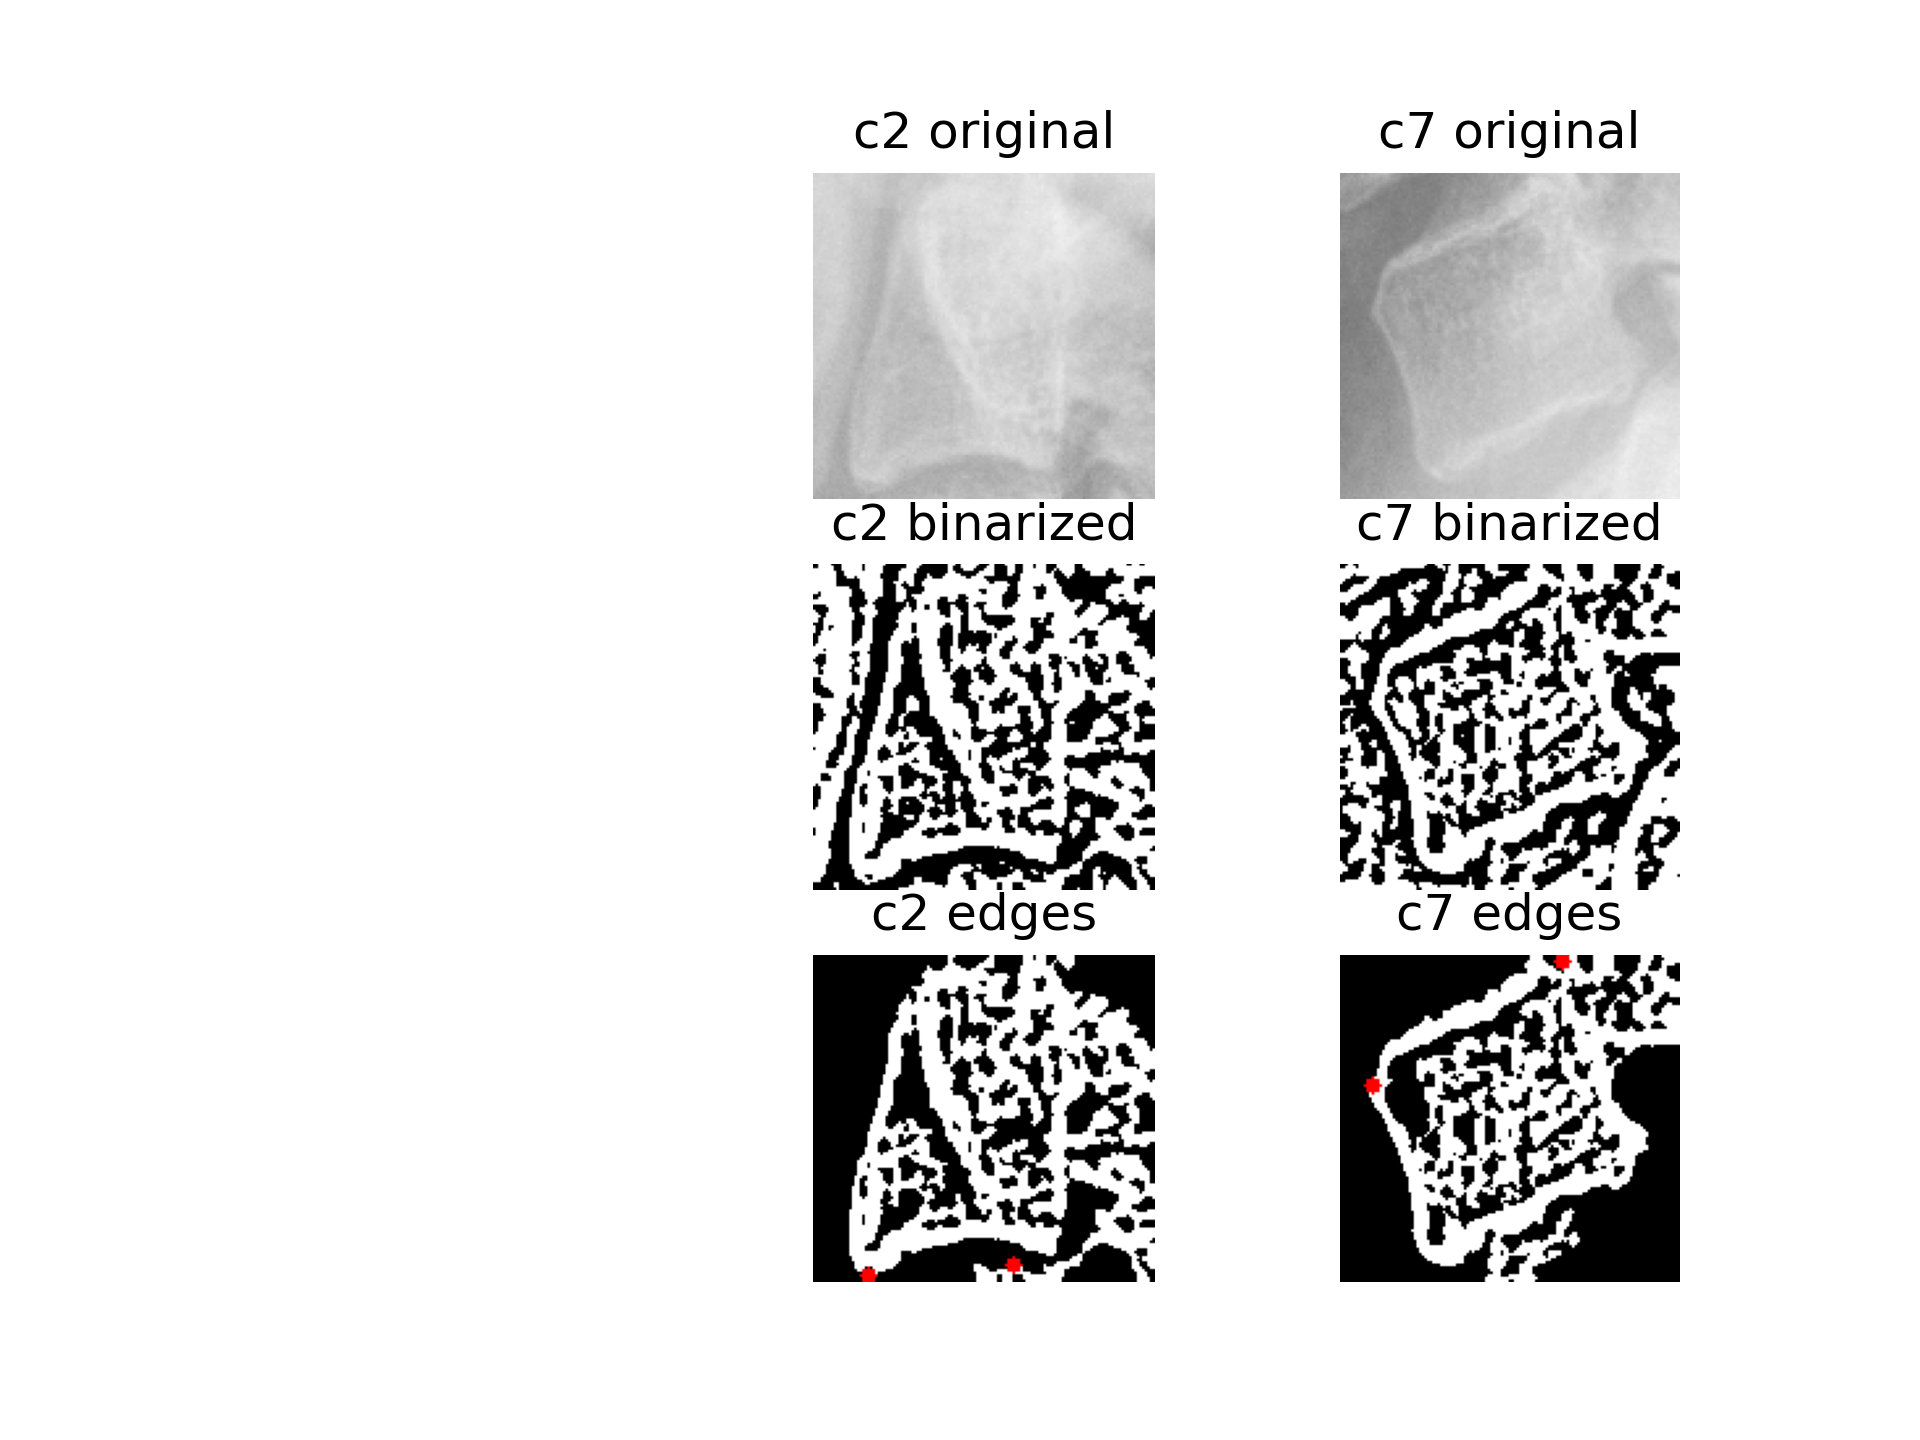 c2 original
c7 original
c2 binarized
c7 binarized
c2 edges
c7 edges